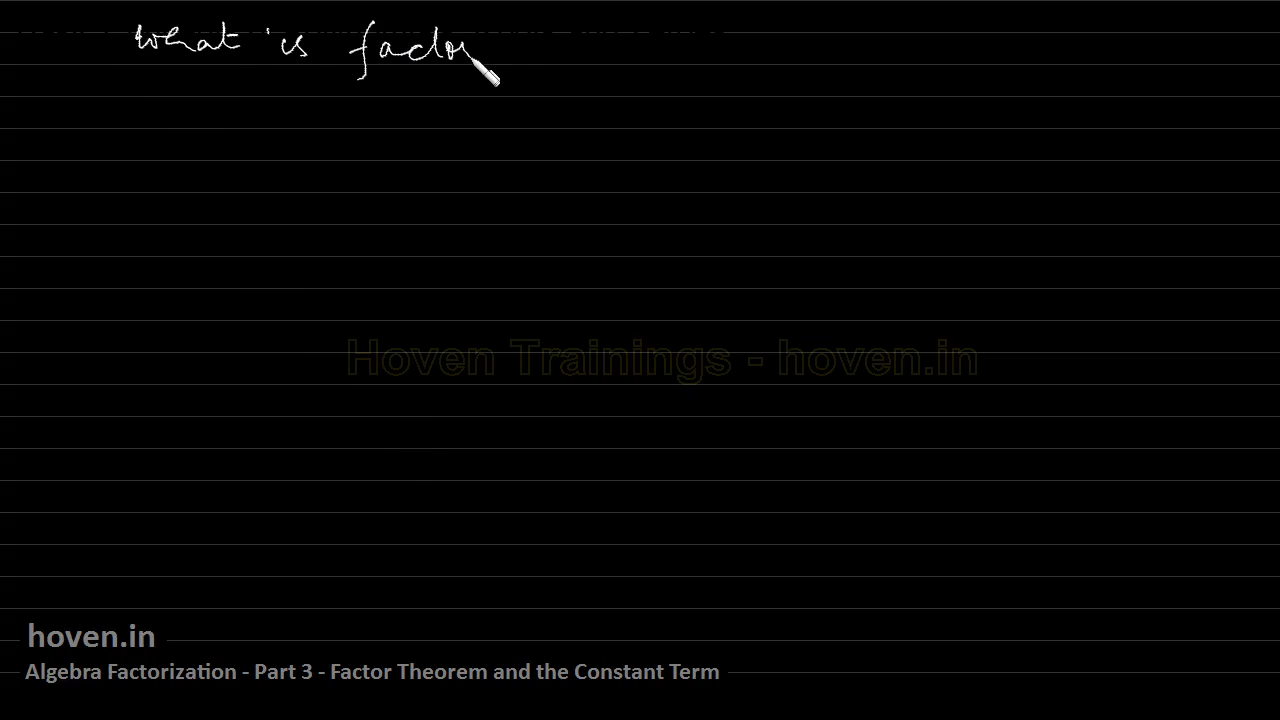 What is factor
Hoven Trainings - hoven.in
hoven.in
Algebra Factorization - Part 3 - Factor Theorem and the Constant Term